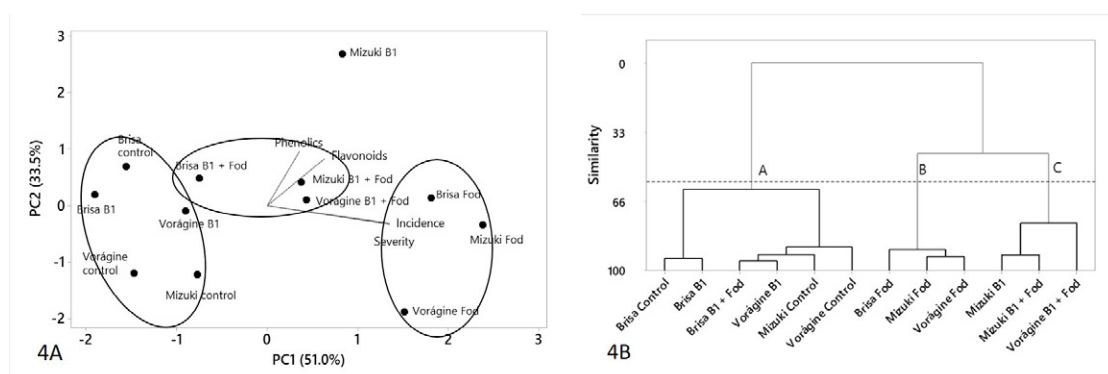 3
2
1
0
-1
-2
PC2 (33.5%)
-2
-1
0
1
2
3
PC1 (51.0%)
Mizuki B1
Phenolics
Flavonoids
Brisa
control
Brisa B1 + Fod
Mizuki B1 + Fod
Brisa Fod
Brisa B1
Vorágine B1 + Fod
Vorágine B1
Incidence
Severity
Mizuki Fod
Vorágine
control
Mizuki control
Vorágine Fod
4A
0
33
66
100
Similarity
A
B
C
Brisa Control
Brisa B1
Brisa B1 + Fod
Vorágine B1
Mizuki Control
Vorágine Control
Brisa Fod
Mizuki Fod
Vorágine Fod
Mizuki B1
Mizuki B1 + Fod
Vorágine B1 + Fod
4B